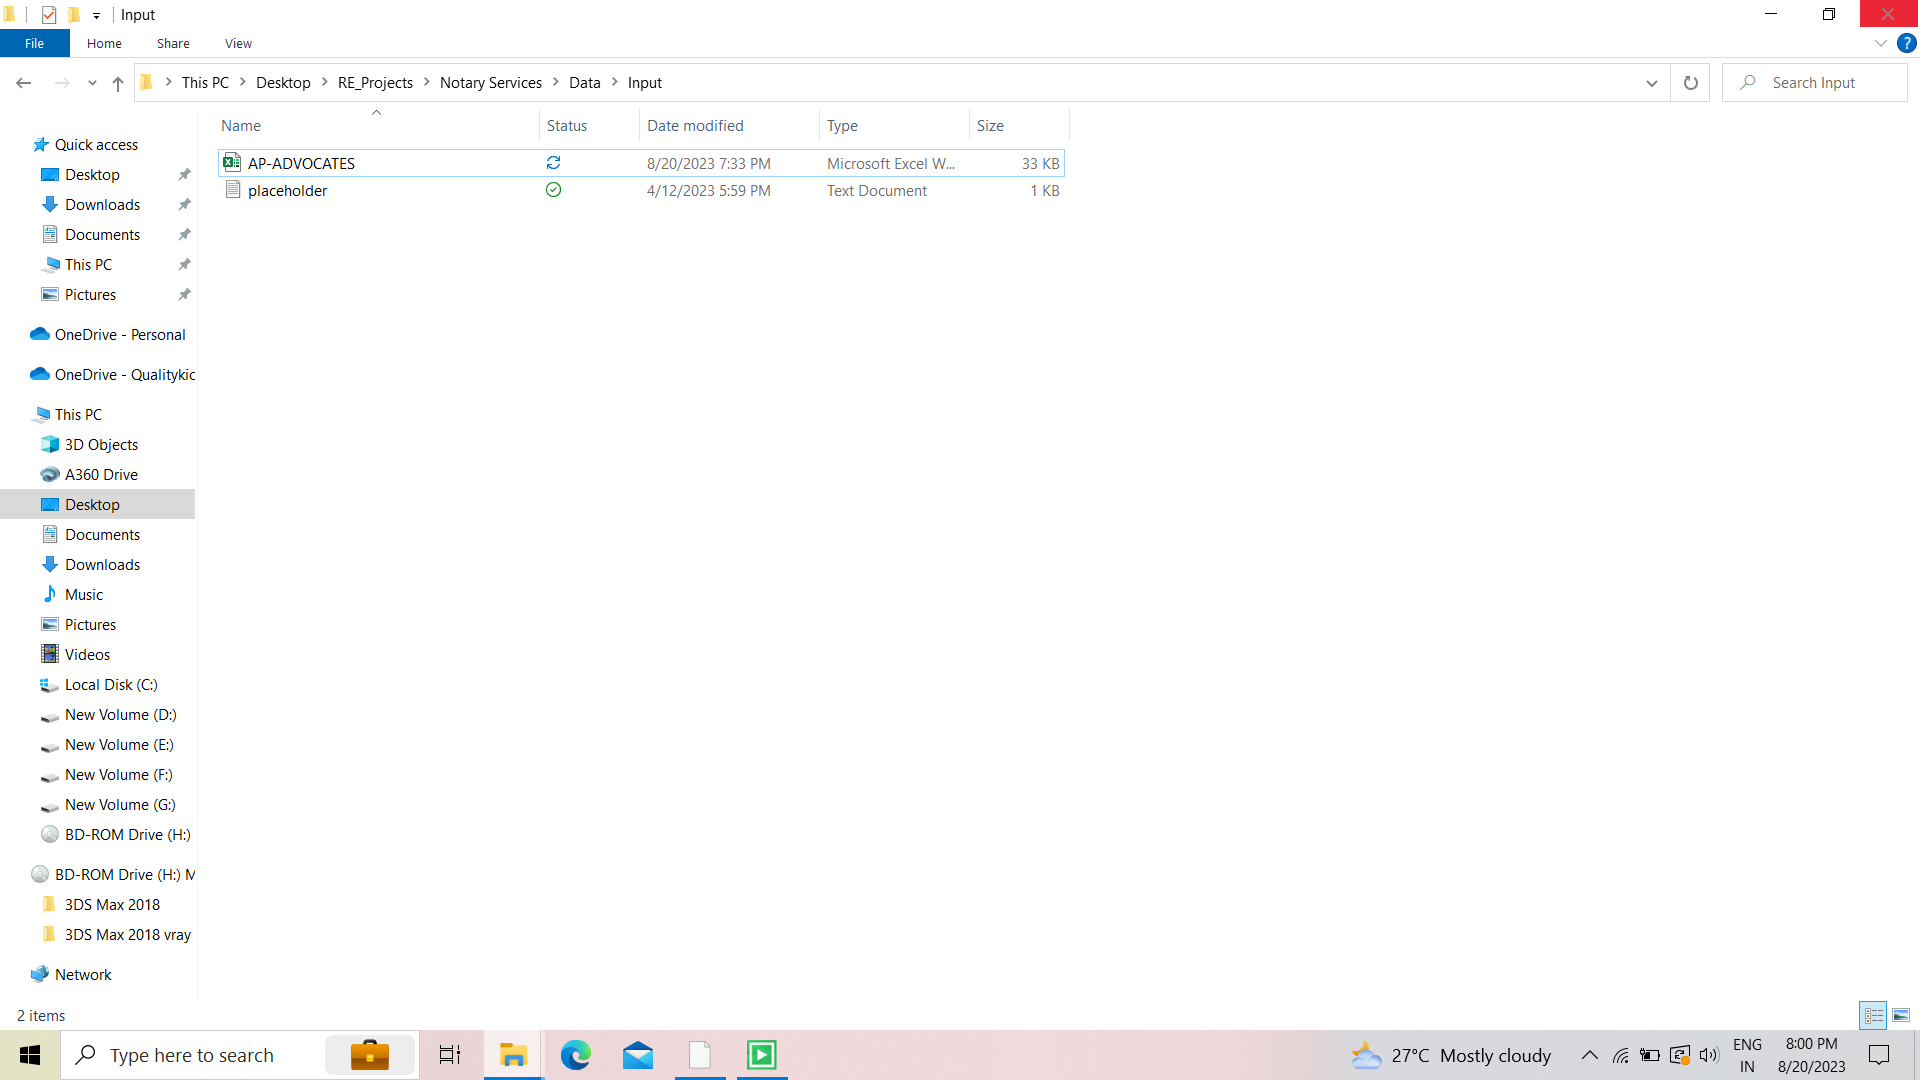 Input
File Home Share View
This PC Desktop RE_Projects Notary Services Data Input
Search Input
Name Status Date modified Type Size
AP-ADVOCATES 8/20/2023 7:33 PM Microsoft Excel W... 33 KB
placeholder 4/12/2023 5:59 PM Text Document 1 KB
Quick access
Desktop
Downloads
Documents
This PC
Pictures
OneDrive - Personal
OneDrive - Qualitykic
This PC
3D Objects
A360 Drive
Desktop
Documents
Downloads
Music
Pictures
Videos
Local Disk (C:)
New Volume (D:)
New Volume (E:)
New Volume (F:)
New Volume (G:)
BD-ROM Drive (H:)
BD-ROM Drive (H:) M
3DS Max 2018
3DS Max 2018 vray
Network
2 items
Type here to search
27°C Mostly cloudy
ENG
IN
8:00 PM
8/20/2023